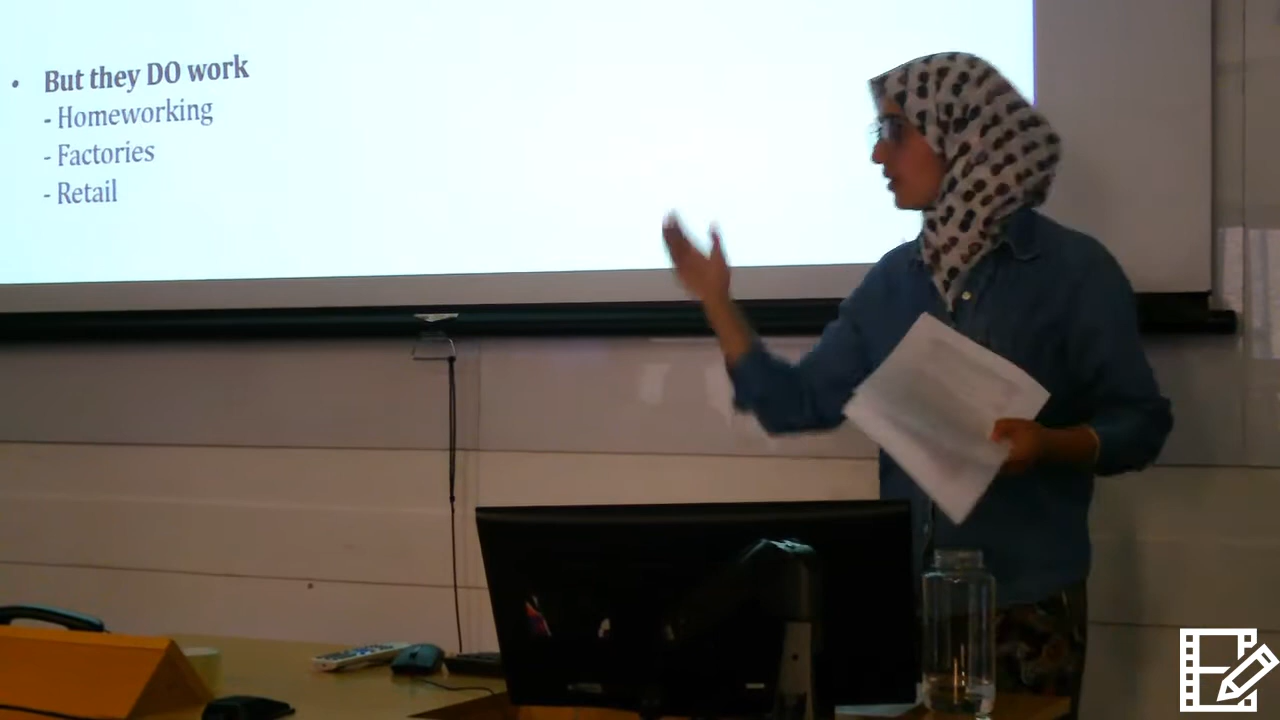 • But they DO work
- Homeworking
- Factories
- Retail